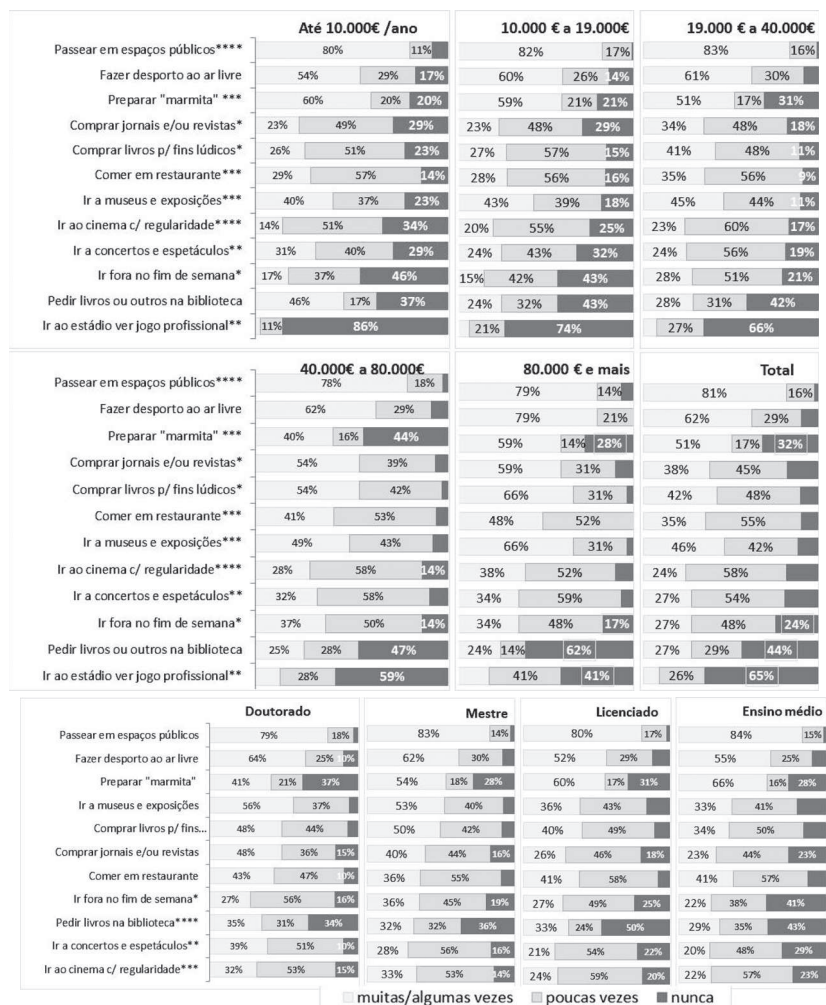 Até 10.000€ /ano 10.000 € a 19.000€ 19.000 € a 40.000€
Passear em espaços públicos**** 80% 11% 82% 17% 83% 16%
Fazer desporto ao ar livre 54% 29% 17% 60% 26% 14% 61% 30%
Preparar "marmita" *** 60% 20% 20% 59% 21% 21% 51% 17% 31%
Comprar jornais e/ou revistas* 23% 49% 29% 23% 48% 29% 34% 48% 18%
Comprar livros p/ fins lúdicos* 26% 51% 23% 27% 57% 15% 41% 48% 11%
Comer em restaurante*** 29% 57% 14% 28% 56% 16% 35% 56% 9%
Ir a museus e exposições*** 40% 37% 23% 43% 39% 18% 45% 44% 11%
Ir ao cinema c/ regularidade**** 14% 51% 34% 20% 55% 25% 23% 60% 17%
Ir a concertos e espetáculos** 31% 40% 29% 24% 43% 32% 24% 56% 19%
Ir fora no fim de semana* 17% 37% 46% 15% 42% 43% 28% 51% 21%
Pedir livros ou outros na biblioteca 46% 17% 37% 24% 32% 43% 28% 31% 42%
Ir ao estádio ver jogo profissional** 11% 86% 21% 74% 27% 66%
40.000€ a 80.000€ 80.000 € e mais Total
Passear em espaços públicos**** 78% 18% 79% 14% 81% 16%
Fazer desporto ao ar livre 62% 29% 79% 21% 62% 29%
Preparar "marmita" *** 40% 16% 44% 59% 14% 28% 51% 17% 32%
Comprar jornais e/ou revistas* 54% 39% 59% 31% 38% 45%
Comprar livros p/ fins lúdicos* 54% 42% 66% 31% 42% 48%
Comer em restaurante*** 41% 53% 48% 52% 35% 55%
Ir a museus e exposições*** 49% 43% 66% 31% 46% 42%
Ir ao cinema c/ regularidade**** 28% 58% 14% 38% 52% 24% 58%
Ir a concertos e espetáculos** 32% 58% 34% 59% 27% 54%
Ir fora no fim de semana* 37% 50% 14% 34% 48% 17% 27% 48% 24%
Pedir livros ou outros na biblioteca 25% 28% 47% 24% 14% 62% 27% 29% 44%
Ir ao estádio ver jogo profissional** 28% 59% 41% 41% 26% 65%
Doutorado Mestre Licenciado Ensino médio
Passear em espaços públicos 79% 18% 83% 14% 80% 17% 84% 15%
Fazer desporto ao ar livre 64% 25% 10% 62% 30% 52% 29% 55% 25%
Preparar "marmita" 41% 21% 37% 54% 18% 28% 60% 17% 31% 66% 16% 28%
Ir a museus e exposições 56% 37% 53% 40% 36% 43% 33% 41%
Comprar livros p/ fins... 48% 44% 50% 42% 40% 49% 34% 50%
Comprar jornais e/ou revistas 48% 36% 15% 40% 44% 16% 26% 46% 18% 23% 44% 23%
Comer em restaurante 43% 47% 10% 36% 55% 41% 58% 41% 57%
Ir fora no fim de semana* 27% 56% 16% 36% 45% 19% 27% 49% 25% 22% 38% 41%
Pedir livros na biblioteca**** 35% 31% 34% 32% 32% 36% 33% 24% 50% 29% 35% 43%
Ir a concertos e espetáculos** 39% 51% 10% 28% 56% 16% 21% 54% 22% 20% 48% 29%
Ir ao cinema c/ regularidade*** 32% 53% 15% 33% 53% 14% 24% 59% 20% 22% 57% 23%
muitas/algumas vezes poucas vezes nunca